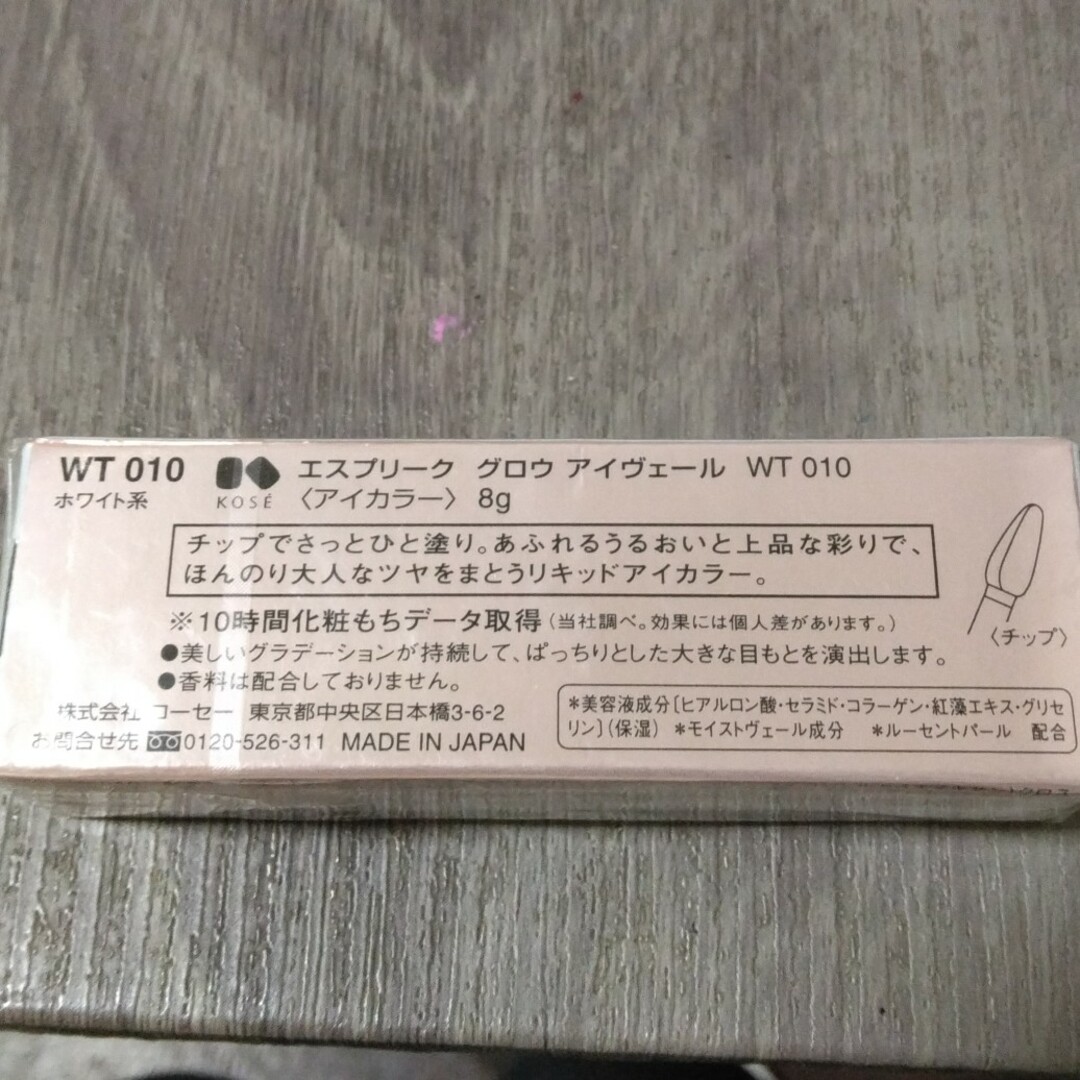 WT 010 KOSÉ エスプリーク グロウ アイヴェール WT 010
ホワイト系 〈アイカラー〉 8g
チップでさっとひと塗り。あふれるうるおいと上品な彩りで、
ほんのり大人なツヤをまとうリキッドアイカラー。
〈チップ〉
※10時間化粧もちデータ取得(当社調べ。効果には個人差があります。)
●美しいグラデーションが持続して、ぱっちりとした大きな目もとを演出します。
●香料は配合しておりません。
株式会社 コーセー 東京都中央区日本橋3-6-2
お問合せ先 0120-526-311 MADE IN JAPAN
*美容液成分〔ヒアルロン酸・セラミド・コラーゲン・紅藻エキス・グリセ
リン〕(保湿) *モイストヴェール成分 *ルーセントパール 配合